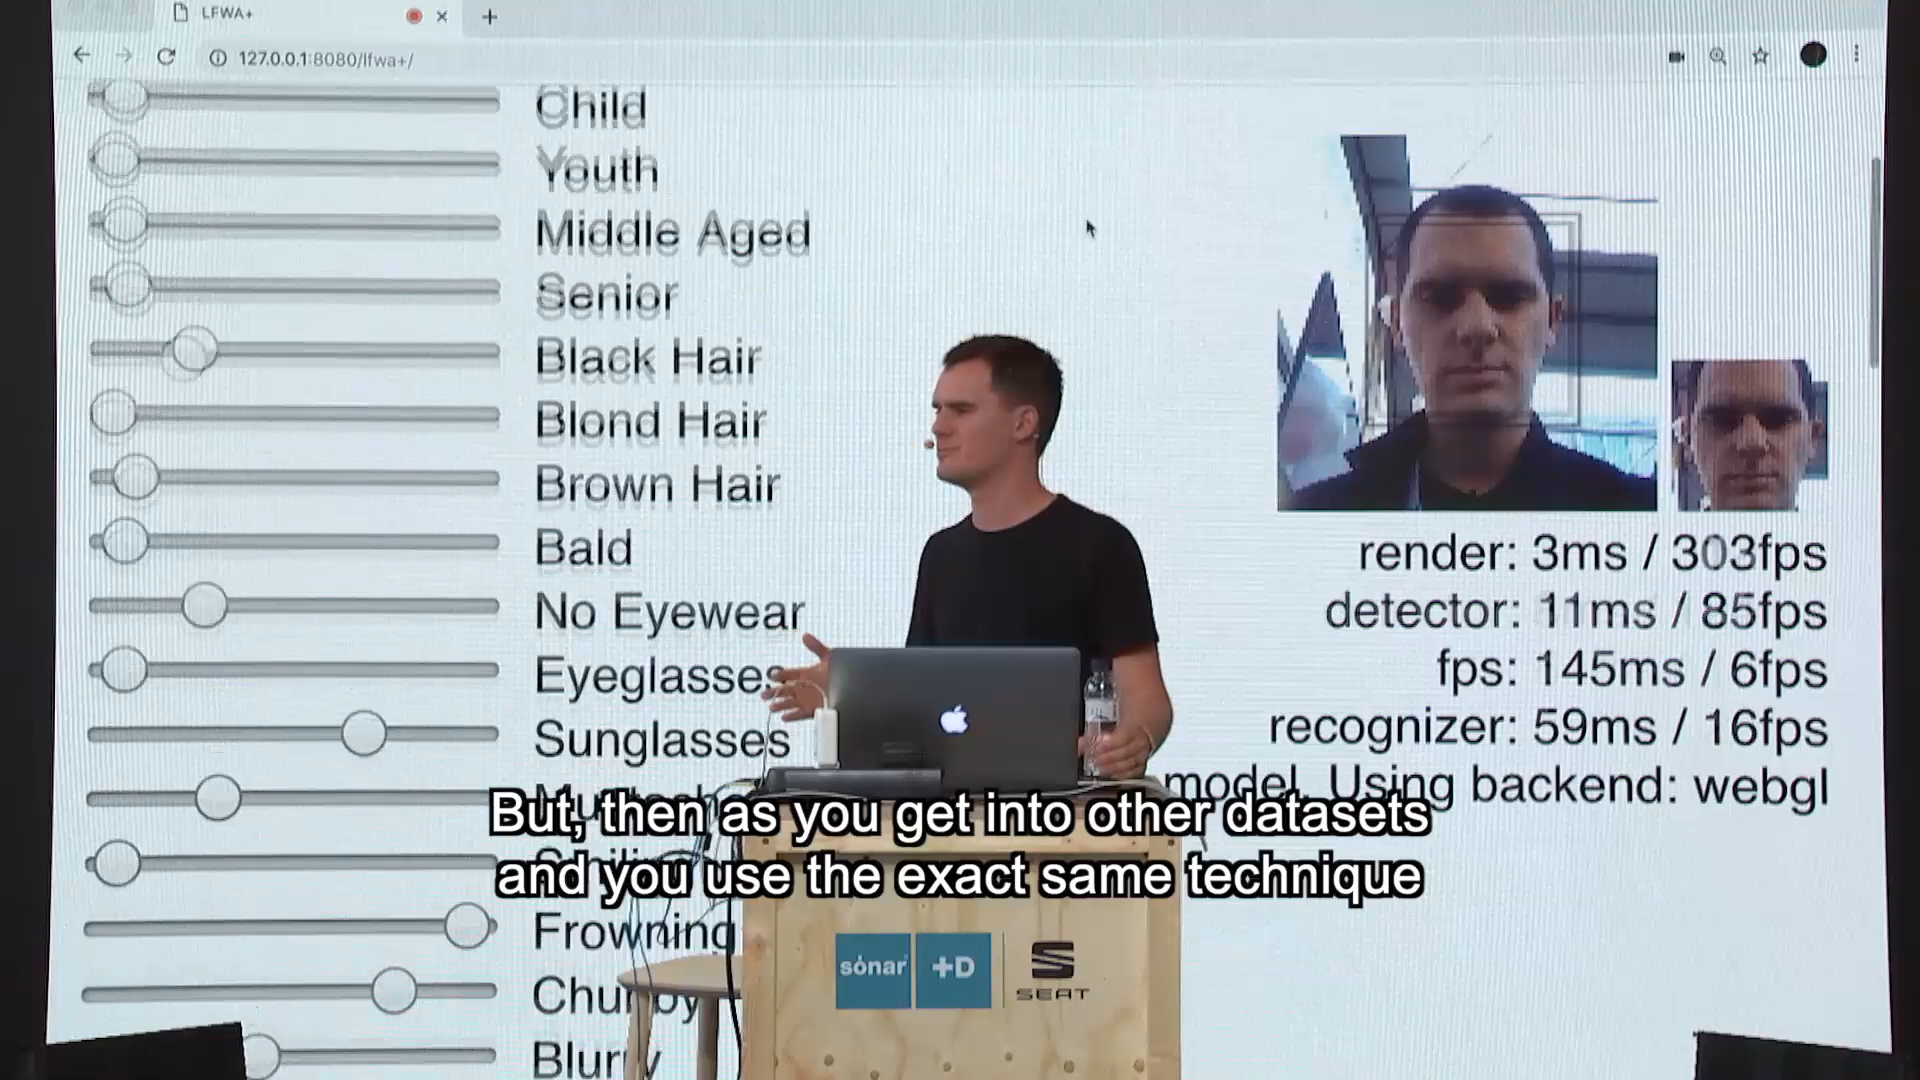 LFWA+
127.0.0.1:8080/lfwa+/
Child
Youth
Middle Aged
Senior
Black Hair
Blond Hair
Brown Hair
Bald
No Eyewear
Eyeglasses
Sunglasses
Frowning
Chubby
Blurry
render: 3ms / 303fps
detector: 11ms / 85fps
fps: 145ms / 6fps
recognizer: 59ms / 16fps
model. Using backend: webgl
But, then as you get into other datasets
and you use the exact same technique
sónar +D SEAT